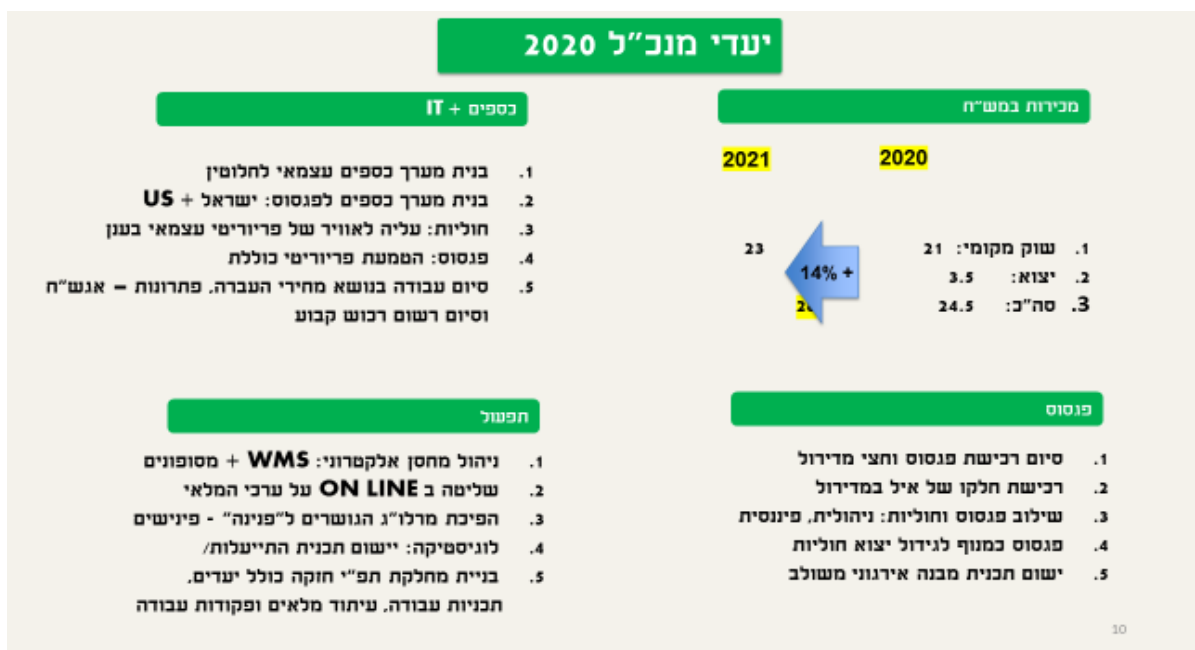 יעדי מנכ"ל 2020
מכירות במש"ח
2020 2021
1. שוק מקומי: 21 23
2. יצוא: 3.5
+ 14%
3. סה"כ: 24.5
כספים + IT
1. בנית מערך כספים עצמאי לחלוטין
2. בנית מערך כספים לפגסוס: ישראל + US
3. חוליות: עליה לאוויר של פריוריטי עצמאי בענן
4. פגסוס: הטמעת פריוריטי כוללת
5. סיום עבודה בנושא מחירי העברה, פתרונות – אגש"ח
וסיום רשום רכוש קבוע
פגסוס
1. סיום רכישת פגסוס וחצי מדירול
2. רכישת חלקו של איל במדירול
3. שילוב פגסוס וחוליות: ניהולית, פיננסית
4. פגסוס כמנוף לגידול יצוא חוליות
5. ישום תכנית מבנה אירגוני משולב
תפעול
1. ניהול מחסן אלקטרוני: WMS + מסופונים
2. שליטה ב ON LINE על ערכי המלאי
3. הפיכת מרלו"ג הגושרים ל"פנינה" - פינישים
4. לוגיסטיקה: יישום תכנית התייעלות/
5. בניית מחלקת תפ"י חזקה כולל יעדים,
תכניות עבודה, עיתוד מלאים ופקודות עבודה
10